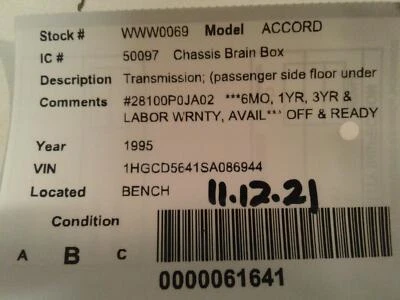 Stock # WWW0069 Model ACCORD
IC # 50097 Chassis Brain Box
Description Transmission; (passenger side floor under
Comments #28100P0JA02 ***6MO, 1YR, 3YR &
LABOR WRNTY, AVAIL*** OFF & READY
Year 1995
VIN 1HGCD5641SA086944
Located BENCH 11.12.21
Condition
A B C
0000061641